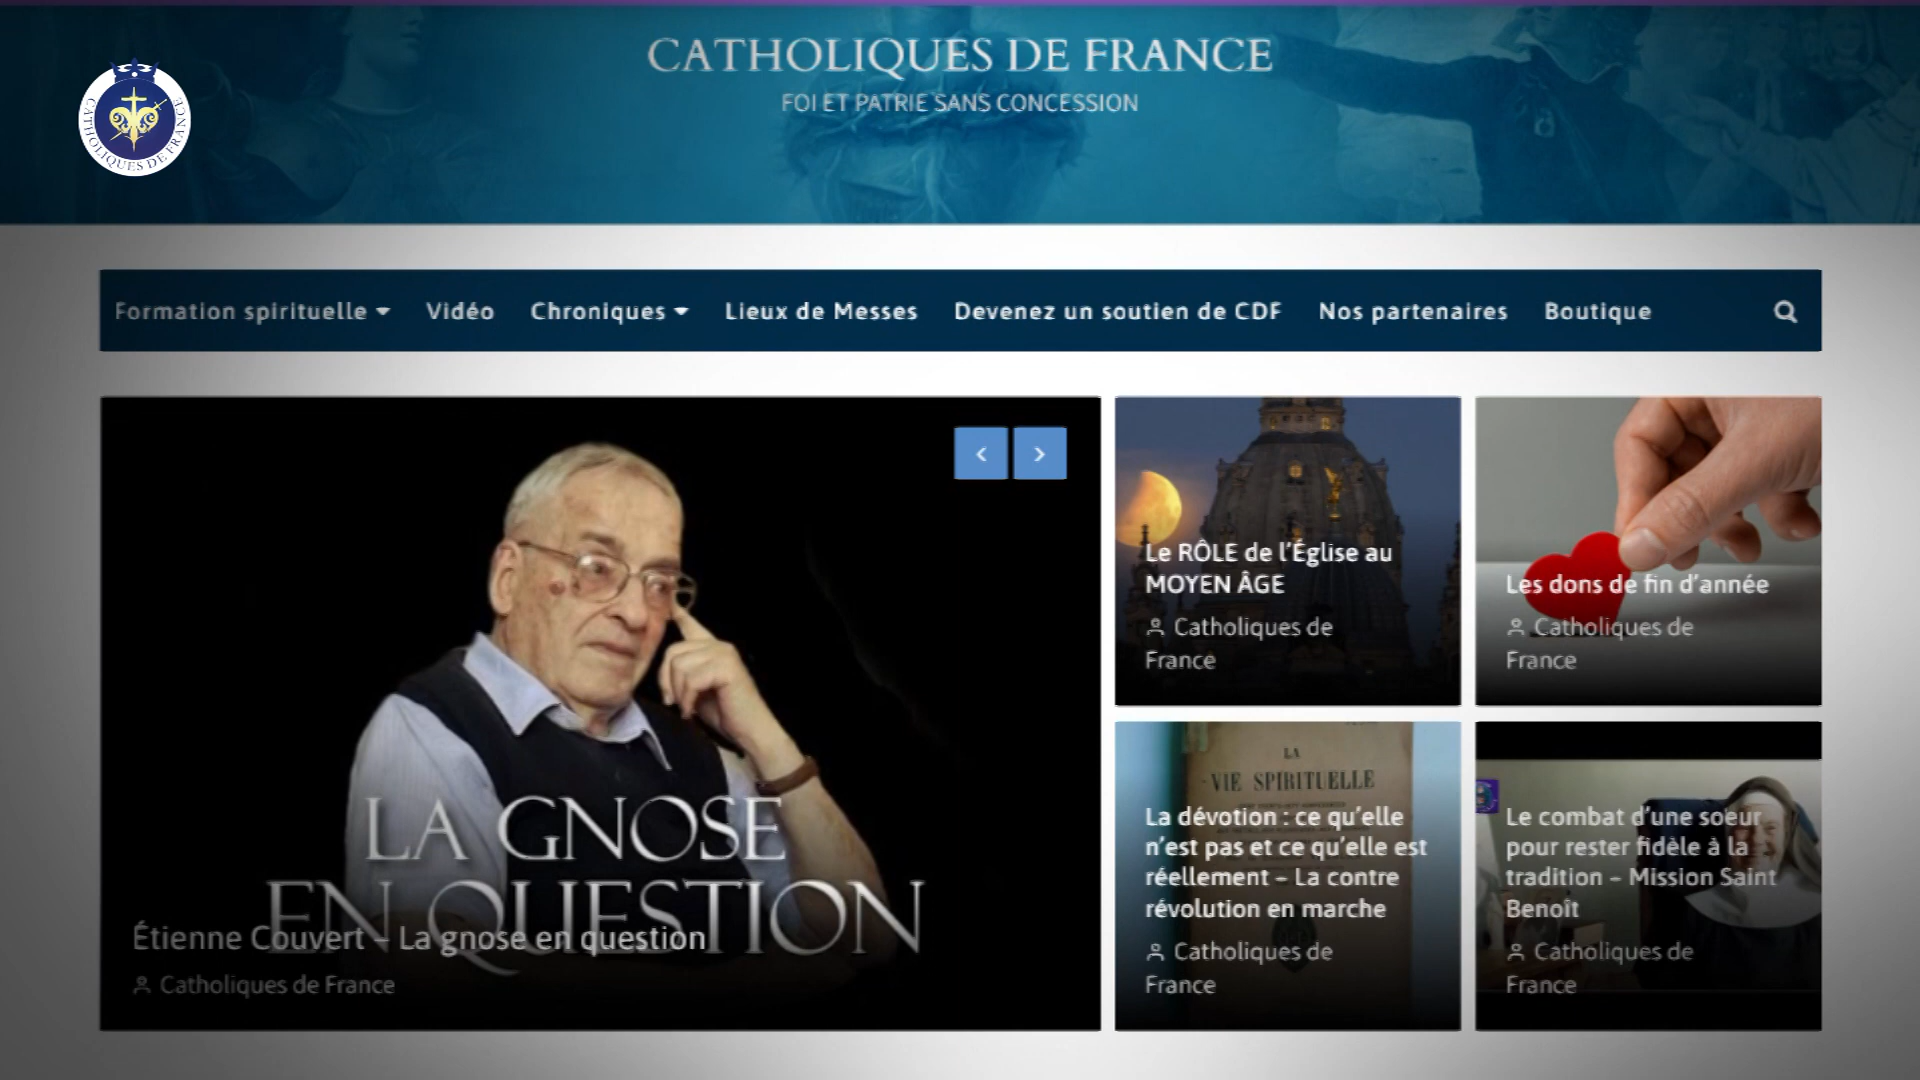 CATHOLIQUES DE FRANCE
FOI ET PATRIE SANS CONCESSION
CATHOLIQUES DE FRANCE
Formation spirituelle Vidéo Chroniques Lieux de Messes Devenez un soutien de CDF Nos partenaires Boutique
LA GNOSE
EN QUESTION
Étienne Couvert – La gnose en question
Catholiques de France
Le RÔLE de l'Église au
MOYEN ÂGE
Catholiques de
France
Les dons de fin d'année
Catholiques de
France
LA
VIE SPIRITUELLE
La dévotion : ce qu'elle
n'est pas et ce qu'elle est
réellement – La contre
révolution en marche
Catholiques de
France
Le combat d'une soeur
pour rester fidèle à la
tradition – Mission Saint
Benoît
Catholiques de
France